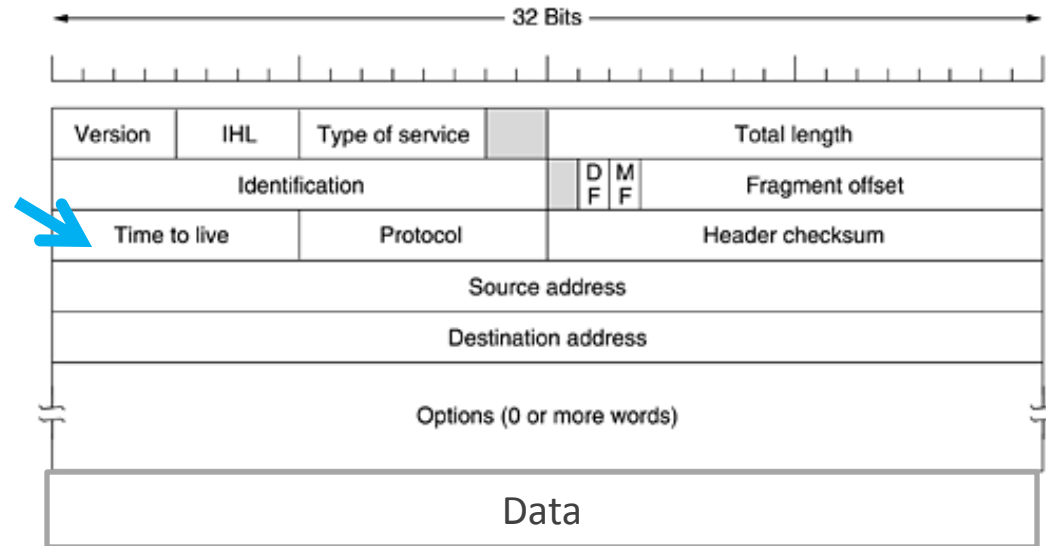 32 Bits
Version IHL Type of service Total length
Identification D F M F Fragment offset
Time to live Protocol Header checksum
Source address
Destination address
Options (0 or more words)
Data